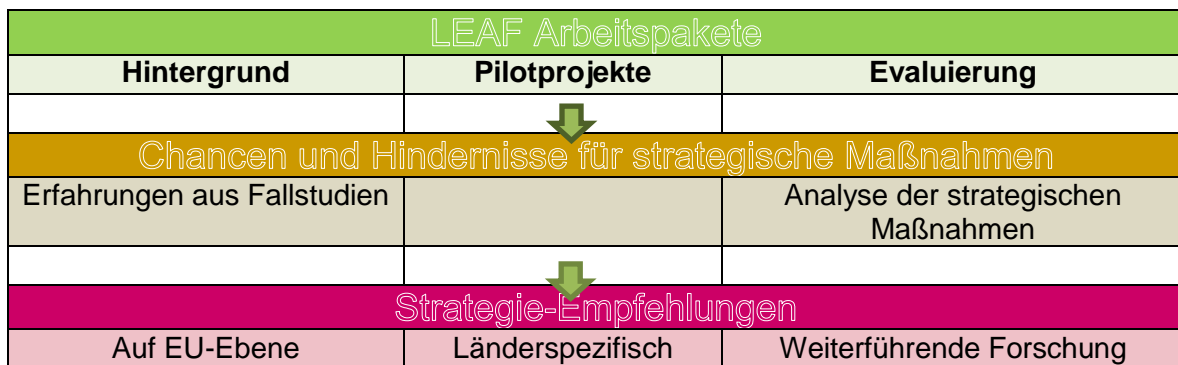 LEAF Arbeitspakete
Hintergrund Pilotprojekte Evaluierung
Chancen und Hindernisse für strategische Maßnahmen
Erfahrungen aus Fallstudien Analyse der strategischen
Maßnahmen
Strategie-Empfehlungen
Auf EU-Ebene Länderspezifisch Weiterführende Forschung